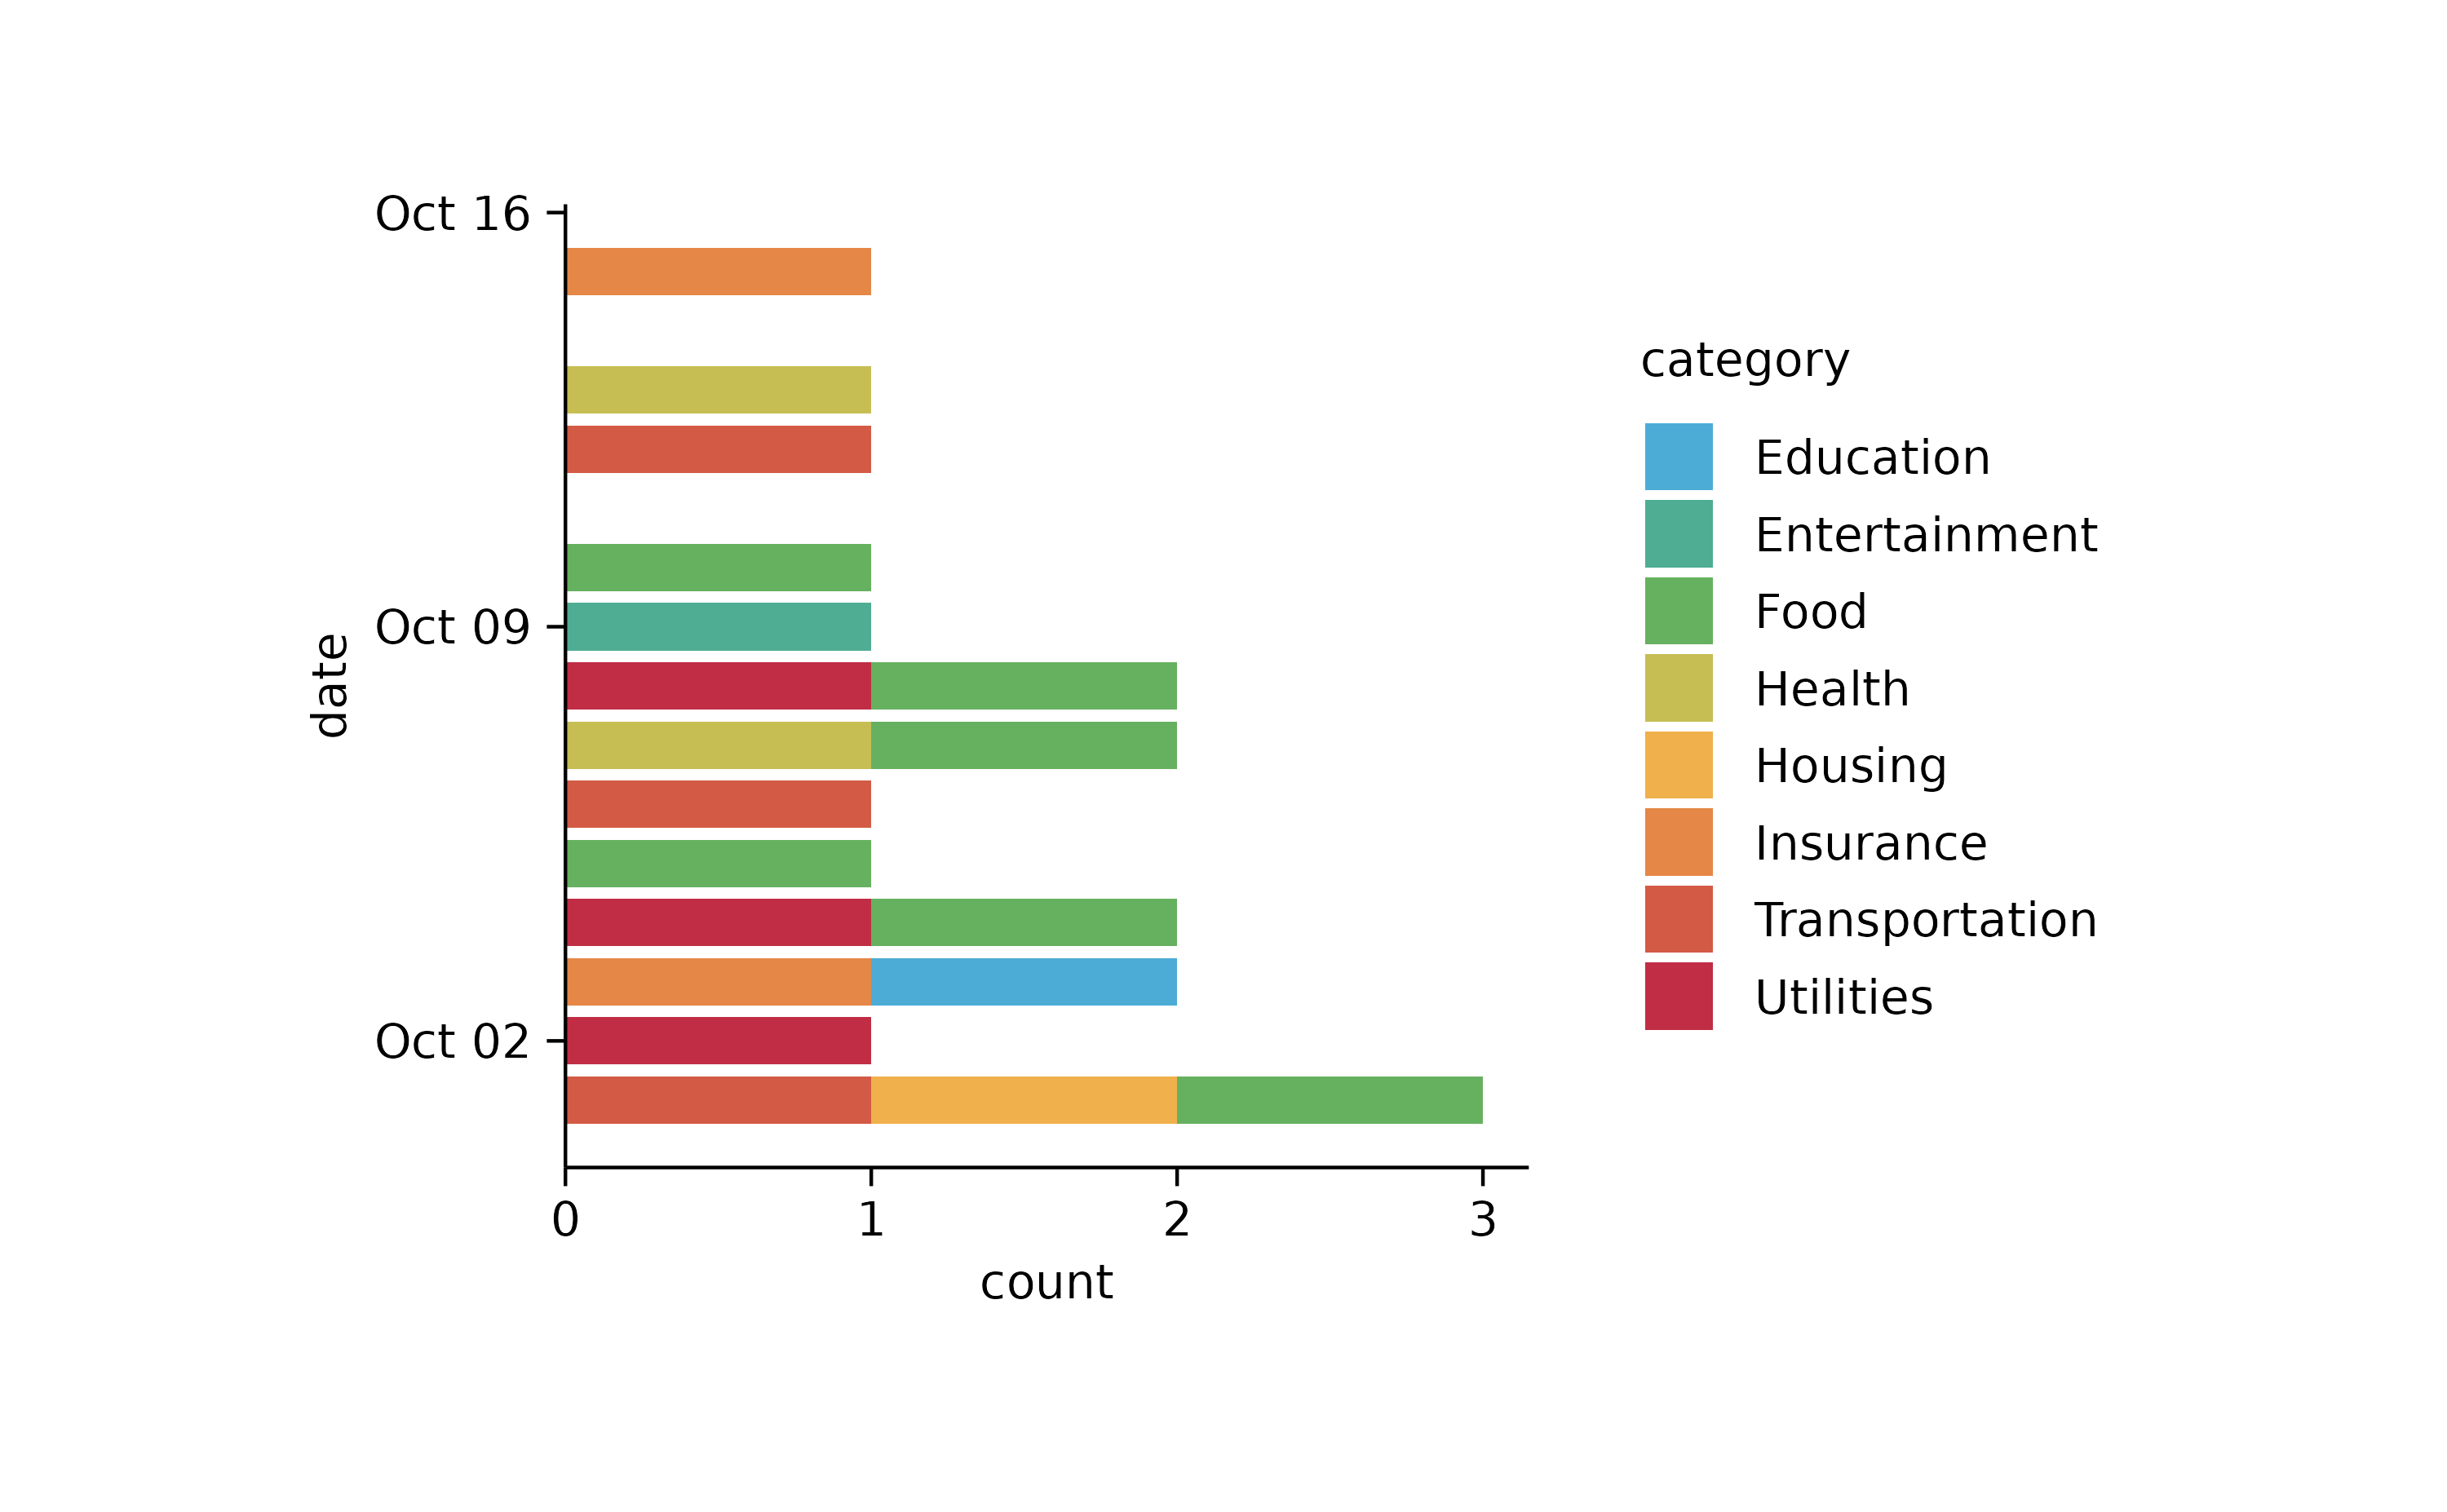 Oct 16
Oct 09
Oct 02
date
0 1 2 3
count
category
Education
Entertainment
Food
Health
Housing
Insurance
Transportation
Utilities